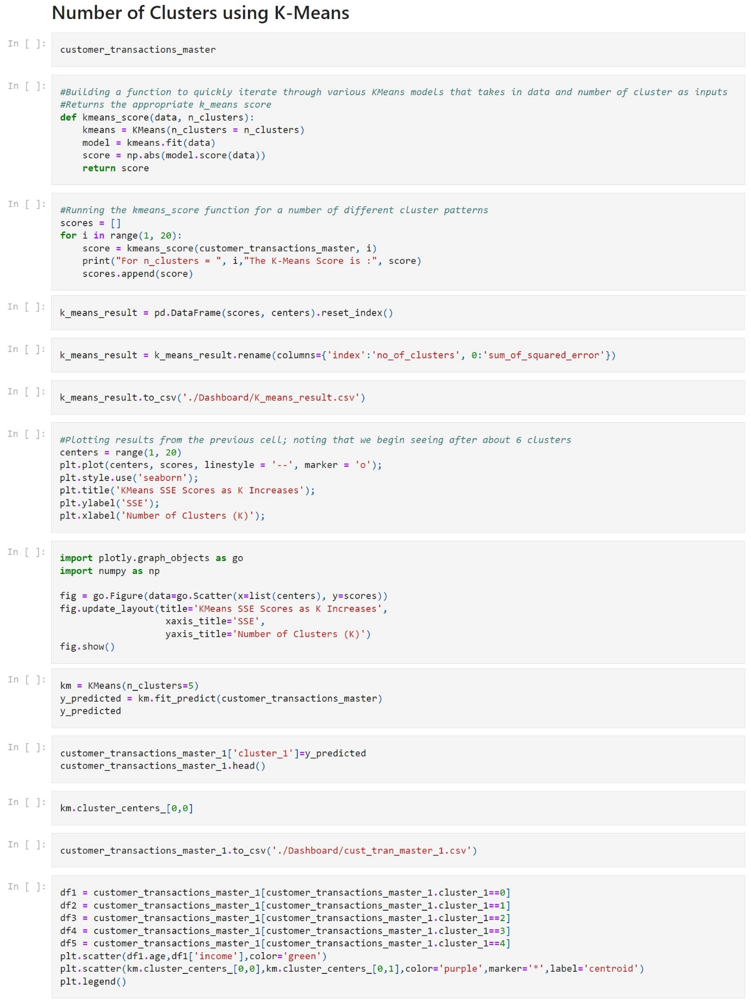 Number of Clusters using K-Means
In [ ]:
customer_transactions_master
In [ ]:
#Building a function to quickly iterate through various KMeans models that takes in data and number of cluster as inputs
#Returns the appropriate k_means score
def kmeans_score(data, n_clusters):
    kmeans = KMeans(n_clusters = n_clusters)
    model = kmeans.fit(data)
    score = np.abs(model.score(data))
    return score
In [ ]:
#Running the kmeans_score function for a number of different cluster patterns
scores = []
for i in range(1, 20):
    score = kmeans_score(customer_transactions_master, i)
    print("For n_clusters = ", i,"The K-Means Score is :", score)
    scores.append(score)
In [ ]:
k_means_result = pd.DataFrame(scores, centers).reset_index()
In [ ]:
k_means_result = k_means_result.rename(columns={'index':'no_of_clusters', 0:'sum_of_squared_error'})
In [ ]:
k_means_result.to_csv('./Dashboard/K_means_result.csv')
In [ ]:
#Plotting results from the previous cell; noting that we begin seeing after about 6 clusters
centers = range(1, 20)
plt.plot(centers, scores, linestyle = '--', marker = 'o');
plt.style.use('seaborn');
plt.title('KMeans SSE Scores as K Increases');
plt.ylabel('SSE');
plt.xlabel('Number of Clusters (K)');
In [ ]:
import plotly.graph_objects as go
import numpy as np
fig = go.Figure(data=go.Scatter(x=list(centers), y=scores))
fig.update_layout(title='KMeans SSE Scores as K Increases',
                   xaxis_title='SSE',
                   yaxis_title='Number of Clusters (K)')
fig.show()
In [ ]:
km = KMeans(n_clusters=5)
y_predicted = km.fit_predict(customer_transactions_master)
y_predicted
In [ ]:
customer_transactions_master_1['cluster_1']=y_predicted
customer_transactions_master_1.head()
In [ ]:
km.cluster_centers_[0,0]
In [ ]:
customer_transactions_master_1.to_csv('./Dashboard/cust_tran_master_1.csv')
In [ ]:
df1 = customer_transactions_master_1[customer_transactions_master_1.cluster_1==0]
df2 = customer_transactions_master_1[customer_transactions_master_1.cluster_1==1]
df3 = customer_transactions_master_1[customer_transactions_master_1.cluster_1==2]
df4 = customer_transactions_master_1[customer_transactions_master_1.cluster_1==3]
df5 = customer_transactions_master_1[customer_transactions_master_1.cluster_1==4]
plt.scatter(df1.age,df1['income'],color='green')
plt.scatter(km.cluster_centers_[0,0],km.cluster_centers_[0,1],color='purple',marker='*',label='centroid')
plt.legend()